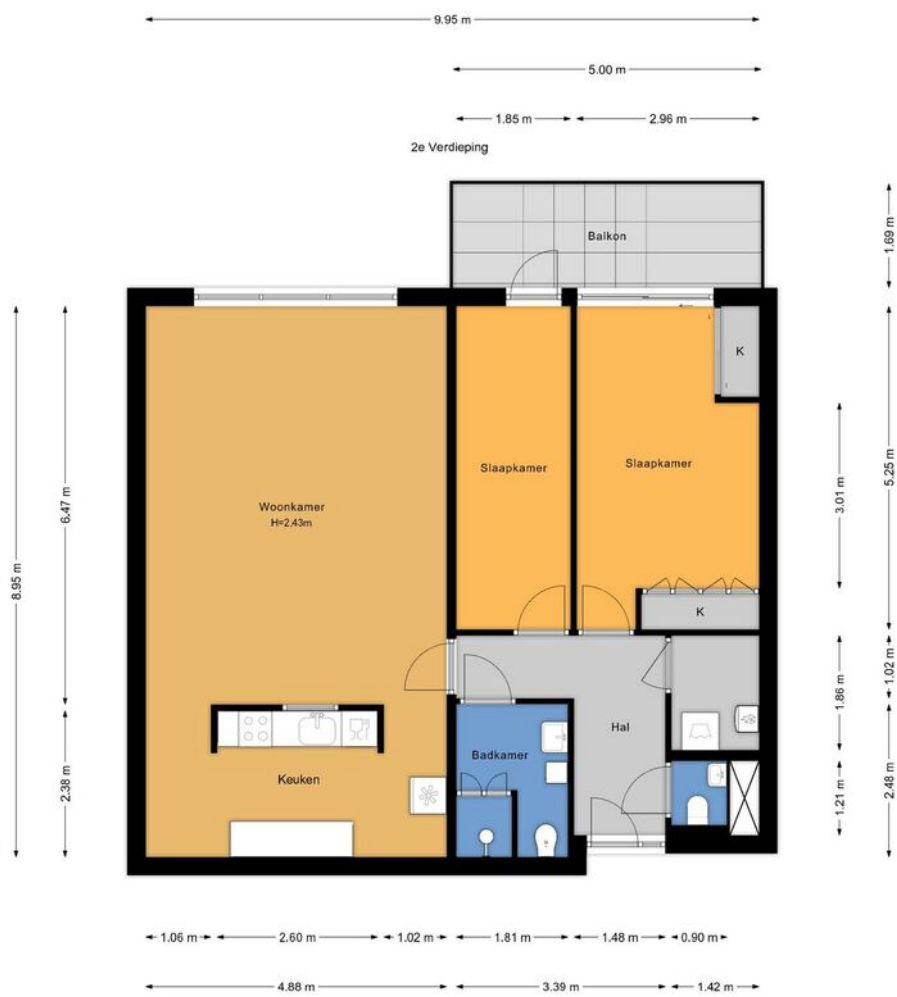 9.95 m
5.00 m
1.85 m
2.96 m
2e Verdieping
1.69 m
Balkon
K
Slaapkamer
Slaapkamer
Woonkamer
H=2.43m
8.95 m
6.47 m
3.01 m
5.25 m
K
1.02 m
1.86 m
Hal
Badkamer
Keuken
2.38 m
1.21 m
2.48 m
1.06 m
2.60 m
1.02 m
1.81 m
1.48 m
0.90 m
4.88 m
3.39 m
1.42 m